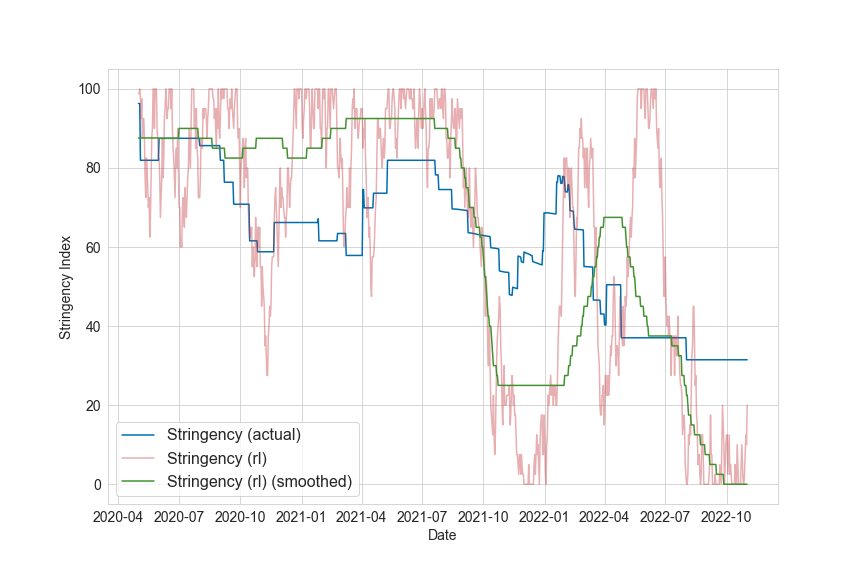 100
80
60
40
20
0
Stringency Index
Stringency (actual)
Stringency (rl)
Stringency (rl) (smoothed)
2020-04 2020-07 2020-10 2021-01 2021-04 2021-07 2021-10 2022-01 2022-04 2022-07 2022-10
Date